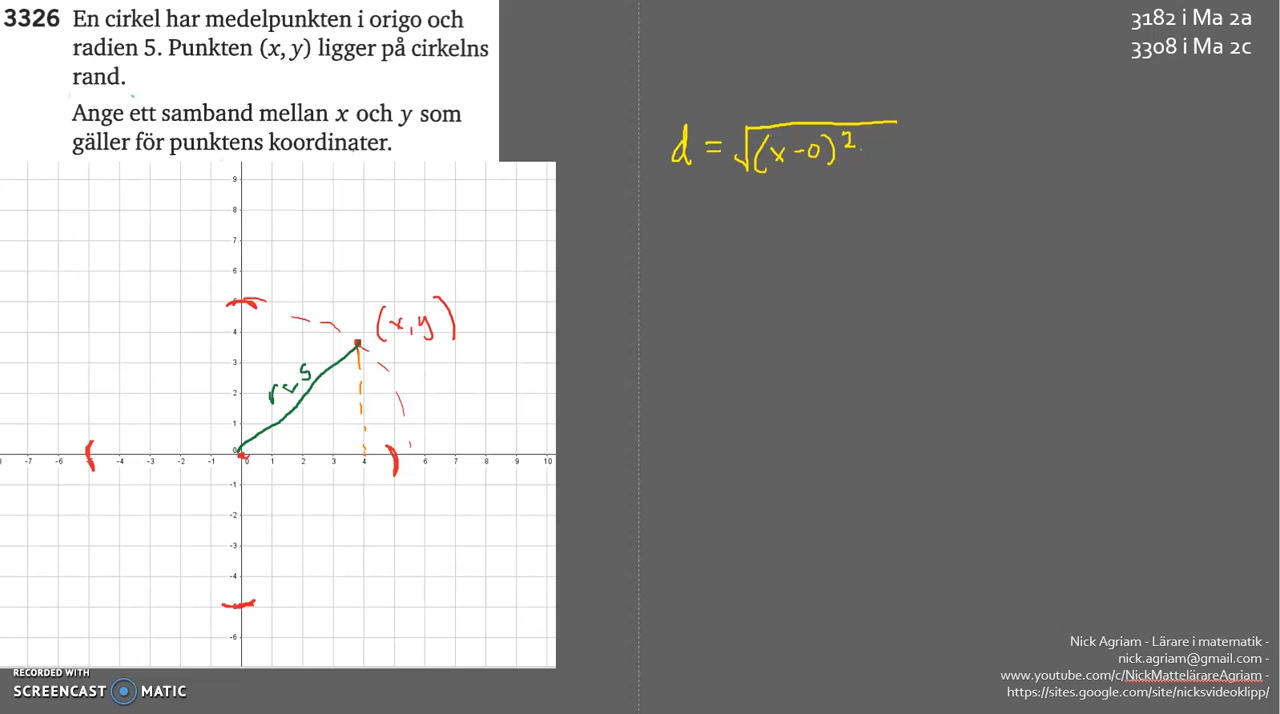 3326 En cirkel har medelpunkten i origo och
radien 5. Punkten (x, y) ligger på cirkelns
rand.
Ange ett samband mellan x och y som
gäller för punktens koordinater.
3182 i Ma 2a
3308 i Ma 2c
d = √(x-0)²
9
8
7
6
5
4
3
2
1
0
-1
-2
-3
-4
-6
-7 -6 -5 -4 -3 -2 -1 0 1 2 3 4 5 6 7 8 9 10
(x, y)
r = 5
Nick Agriam - Lärare i matematik -
nick.agriam@gmail.com -
www.youtube.com/c/NickMattelärareAgriam -
https://sites.google.com/site/nicksvideoklipp/
RECORDED WITH
SCREENCAST MATIC